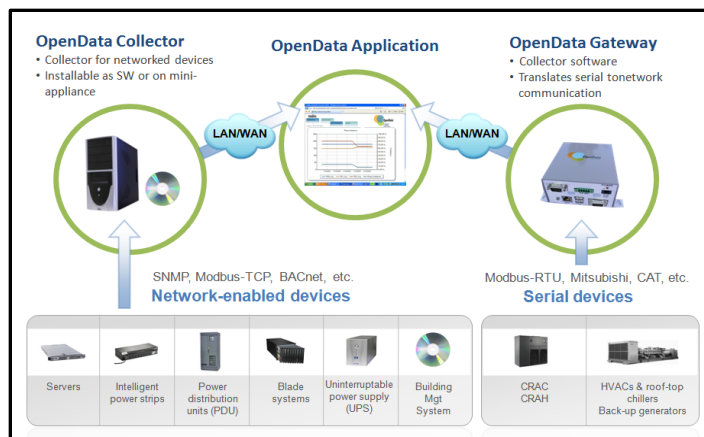 OpenData Collector
• Collector for networked devices
• Installable as SW or on mini-
appliance
OpenData Application
OpenData Gateway
• Collector software
• Translates serial tonetwork
communication
LAN/WAN
LAN/WAN
SNMP, Modbus-TCP, BACnet, etc.
Network-enabled devices
Modbus-RTU, Mitsubishi, CAT, etc.
Serial devices
Servers
Intelligent
power strips
Power
distribution
units (PDU)
Blade
systems
Uninterruptable
power supply
(UPS)
Building
Mgt
System
CRAC
CRAH
HVACs & roof-top
chillers
Back-up generators